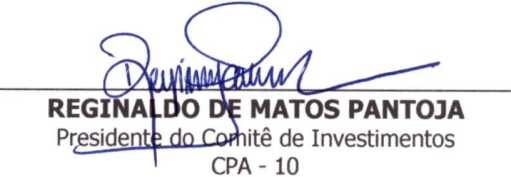 REGINALDO DE MATOS PANTOJA
Presidente do Comitê de Investimentos
CPA - 10